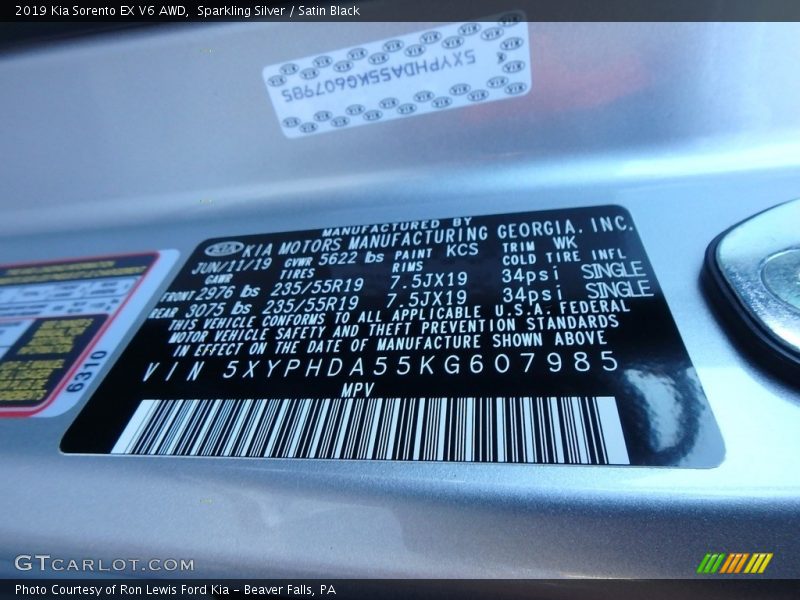 2019 Kia Sorento EX V6 AWD, Sparkling Silver / Satin Black
5XYPHDA55KG607985
MANUFACTURED BY
KIA KIA MOTORS MANUFACTURING GEORGIA, INC.
JUN/11/19 GVWR 5622 lbs PAINT KCS TRIM WK
GAWR TIRES RIMS COLD TIRE INFL
FRONT 2976 lbs 235/55R19 7.5JX19 34psi SINGLE
REAR 3075 lbs 235/55R19 7.5JX19 34psi SINGLE
THIS VEHICLE CONFORMS TO ALL APPLICABLE U.S.A. FEDERAL
MOTOR VEHICLE SAFETY AND THEFT PREVENTION STANDARDS
IN EFFECT ON THE DATE OF MANUFACTURE SHOWN ABOVE
VIN 5XYPHDA55KG607985
MPV
6310
GTCARLOT.COM
Photo Courtesy of Ron Lewis Ford Kia - Beaver Falls, PA